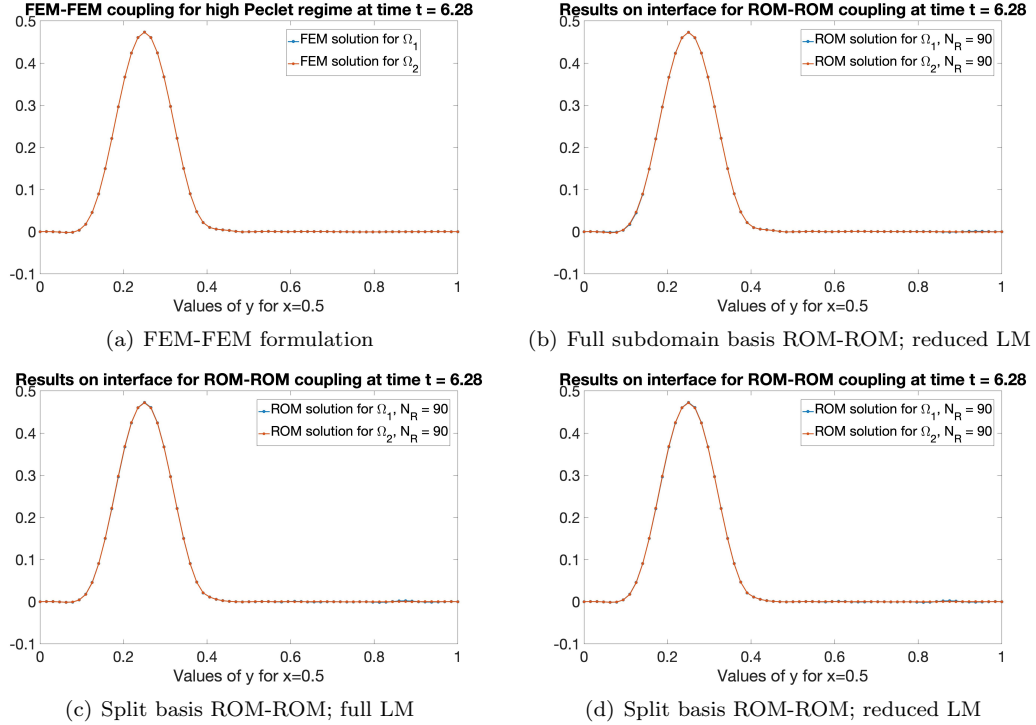 FEM-FEM coupling for high Peclet regime at time t = 6.28
FEM solution for Ω₁
FEM solution for Ω₂
0.5
0.4
0.3
0.2
0.1
0
-0.1
0 0.2 0.4 0.6 0.8 1
Values of y for x=0.5
(a) FEM-FEM formulation
Results on interface for ROM-ROM coupling at time t = 6.28
ROM solution for Ω₁, N_R = 90
ROM solution for Ω₂, N_R = 90
0.5
0.4
0.3
0.2
0.1
0
-0.1
0 0.2 0.4 0.6 0.8 1
Values of y for x=0.5
(b) Full subdomain basis ROM-ROM; reduced LM
Results on interface for ROM-ROM coupling at time t = 6.28
ROM solution for Ω₁, N_R = 90
ROM solution for Ω₂, N_R = 90
0.5
0.4
0.3
0.2
0.1
0
-0.1
0 0.2 0.4 0.6 0.8 1
Values of y for x=0.5
(c) Split basis ROM-ROM; full LM
Results on interface for ROM-ROM coupling at time t = 6.28
ROM solution for Ω₁, N_R = 90
ROM solution for Ω₂, N_R = 90
0.5
0.4
0.3
0.2
0.1
0
-0.1
0 0.2 0.4 0.6 0.8 1
Values of y for x=0.5
(d) Split basis ROM-ROM; reduced LM